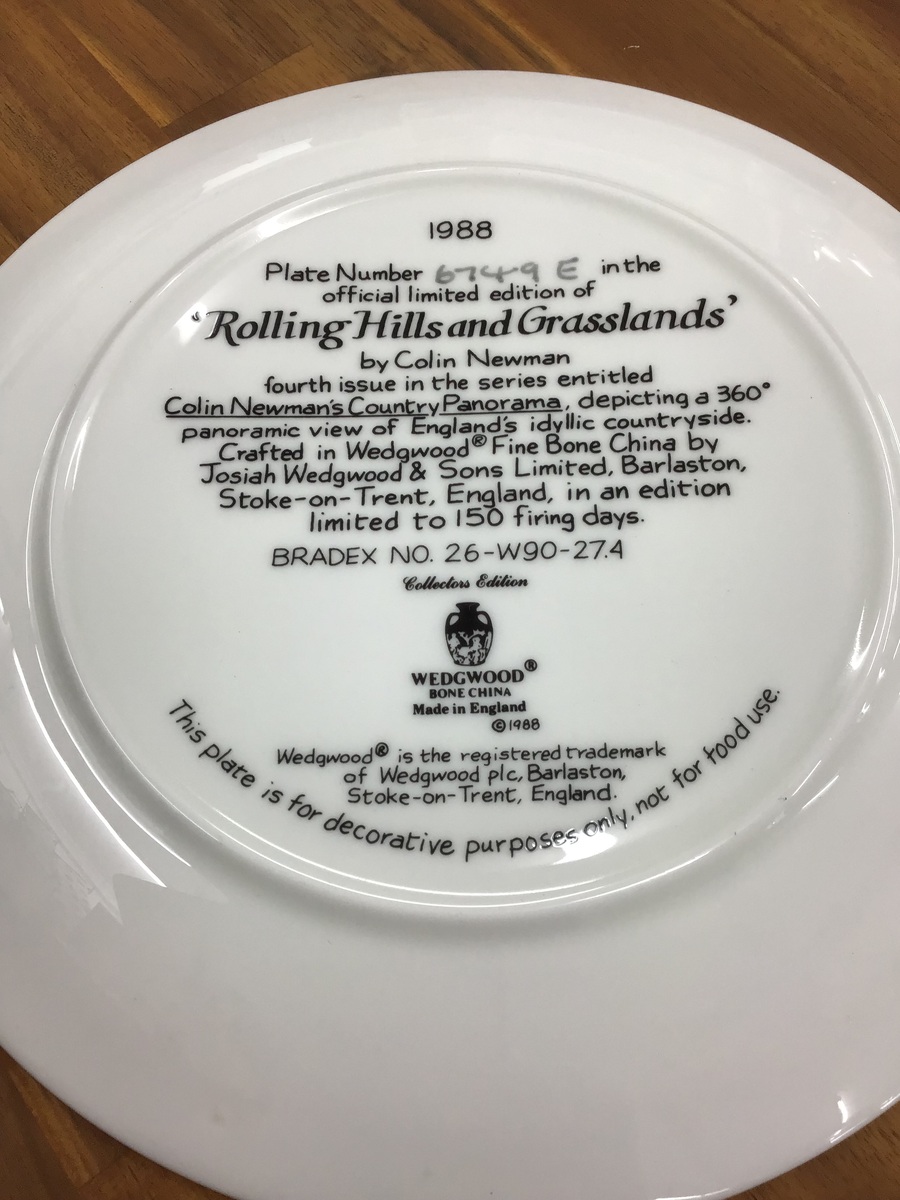 1988
Plate Number 6749 E in the
official limited edition of
'Rolling Hills and Grasslands'
by Colin Newman
fourth issue in the series entitled
Colin Newman's Country Panorama, depicting a 360°
panoramic view of England's idyllic countryside.
Crafted in Wedgwood® Fine Bone China by
Josiah Wedgwood & Sons Limited, Barlaston,
Stoke-on-Trent, England, in an edition
limited to 150 firing days.
BRADEX NO. 26-W90-27.4
Collectors Edition
WEDGWOOD®
BONE CHINA
Made in England
©1988
Wedgwood® is the registered trademark
of Wedgwood plc, Barlaston,
Stoke-on-Trent, England.
This plate is for decorative purposes only, not for food use.